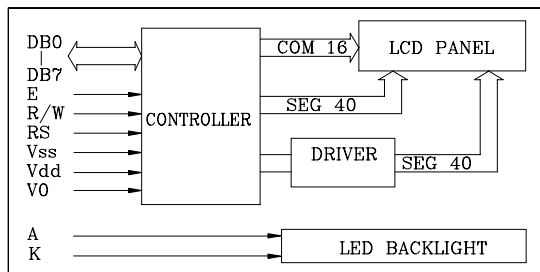 DB0
DB7
E
R/W
RS
Vss
Vdd
V0
CONTROLLER
COM 16
LCD PANEL
SEG 40
DRIVER
SEG 40
A
K
LED BACKLIGHT